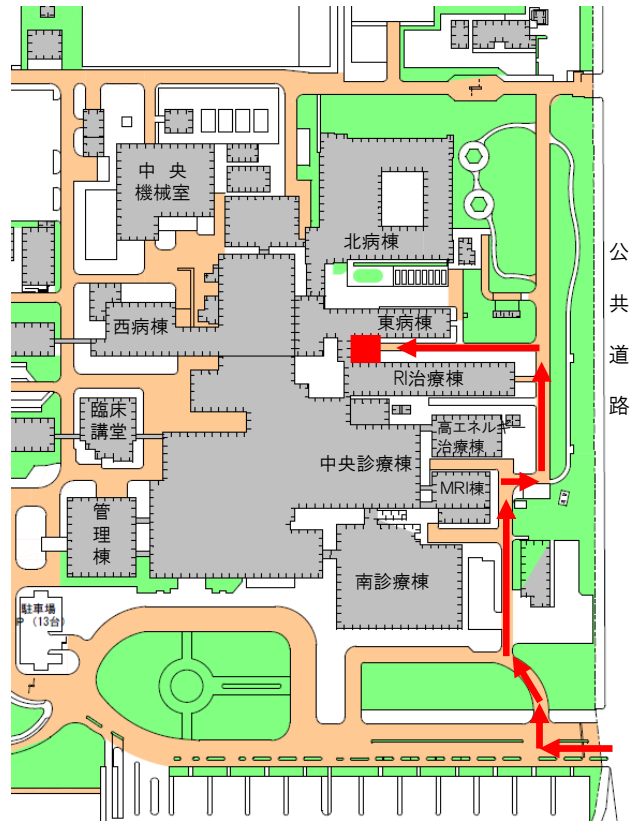 中央
機械室
北病棟
公共道路
西病棟
東病棟
RI治療棟
臨床
講堂
高エネルギ
治療棟
中央診療棟
MRI棟
管理棟
南診療棟
駐車場
P (13台)